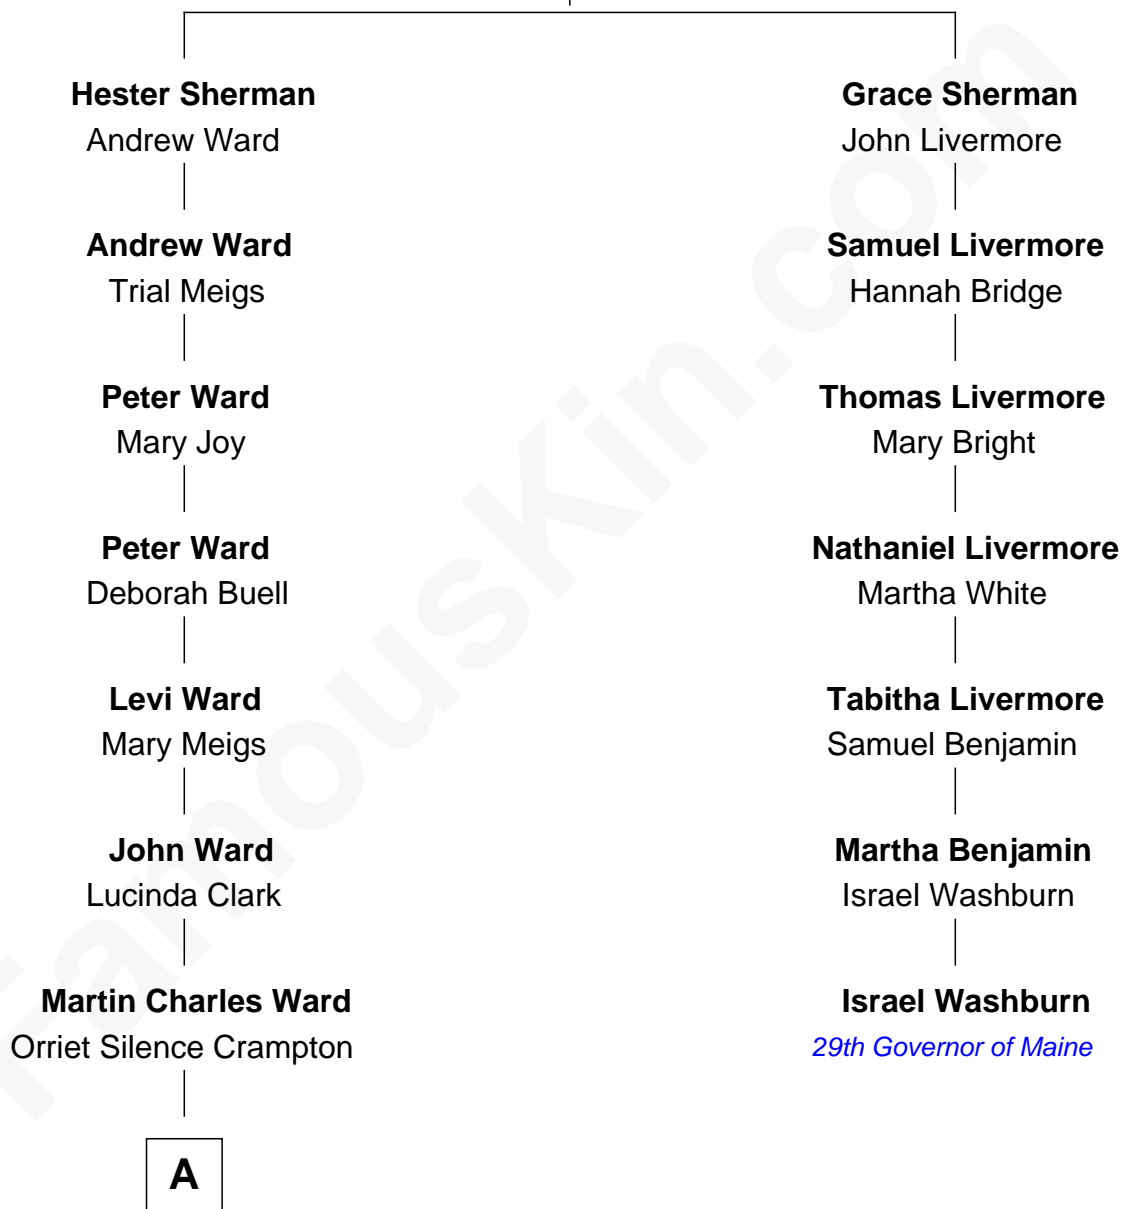 Hester Sherman
Andrew Ward
Andrew Ward
Trial Meigs
Peter Ward
Mary Joy
Peter Ward
Deborah Buell
Levi Ward
Mary Meigs
John Ward
Lucinda Clark
Martin Charles Ward
Orriet Silence Crampton
A
Grace Sherman
John Livermore
Samuel Livermore
Hannah Bridge
Thomas Livermore
Mary Bright
Nathaniel Livermore
Martha White
Tabitha Livermore
Samuel Benjamin
Martha Benjamin
Israel Washburn
Israel Washburn
29th Governor of Maine
FamousKin.com